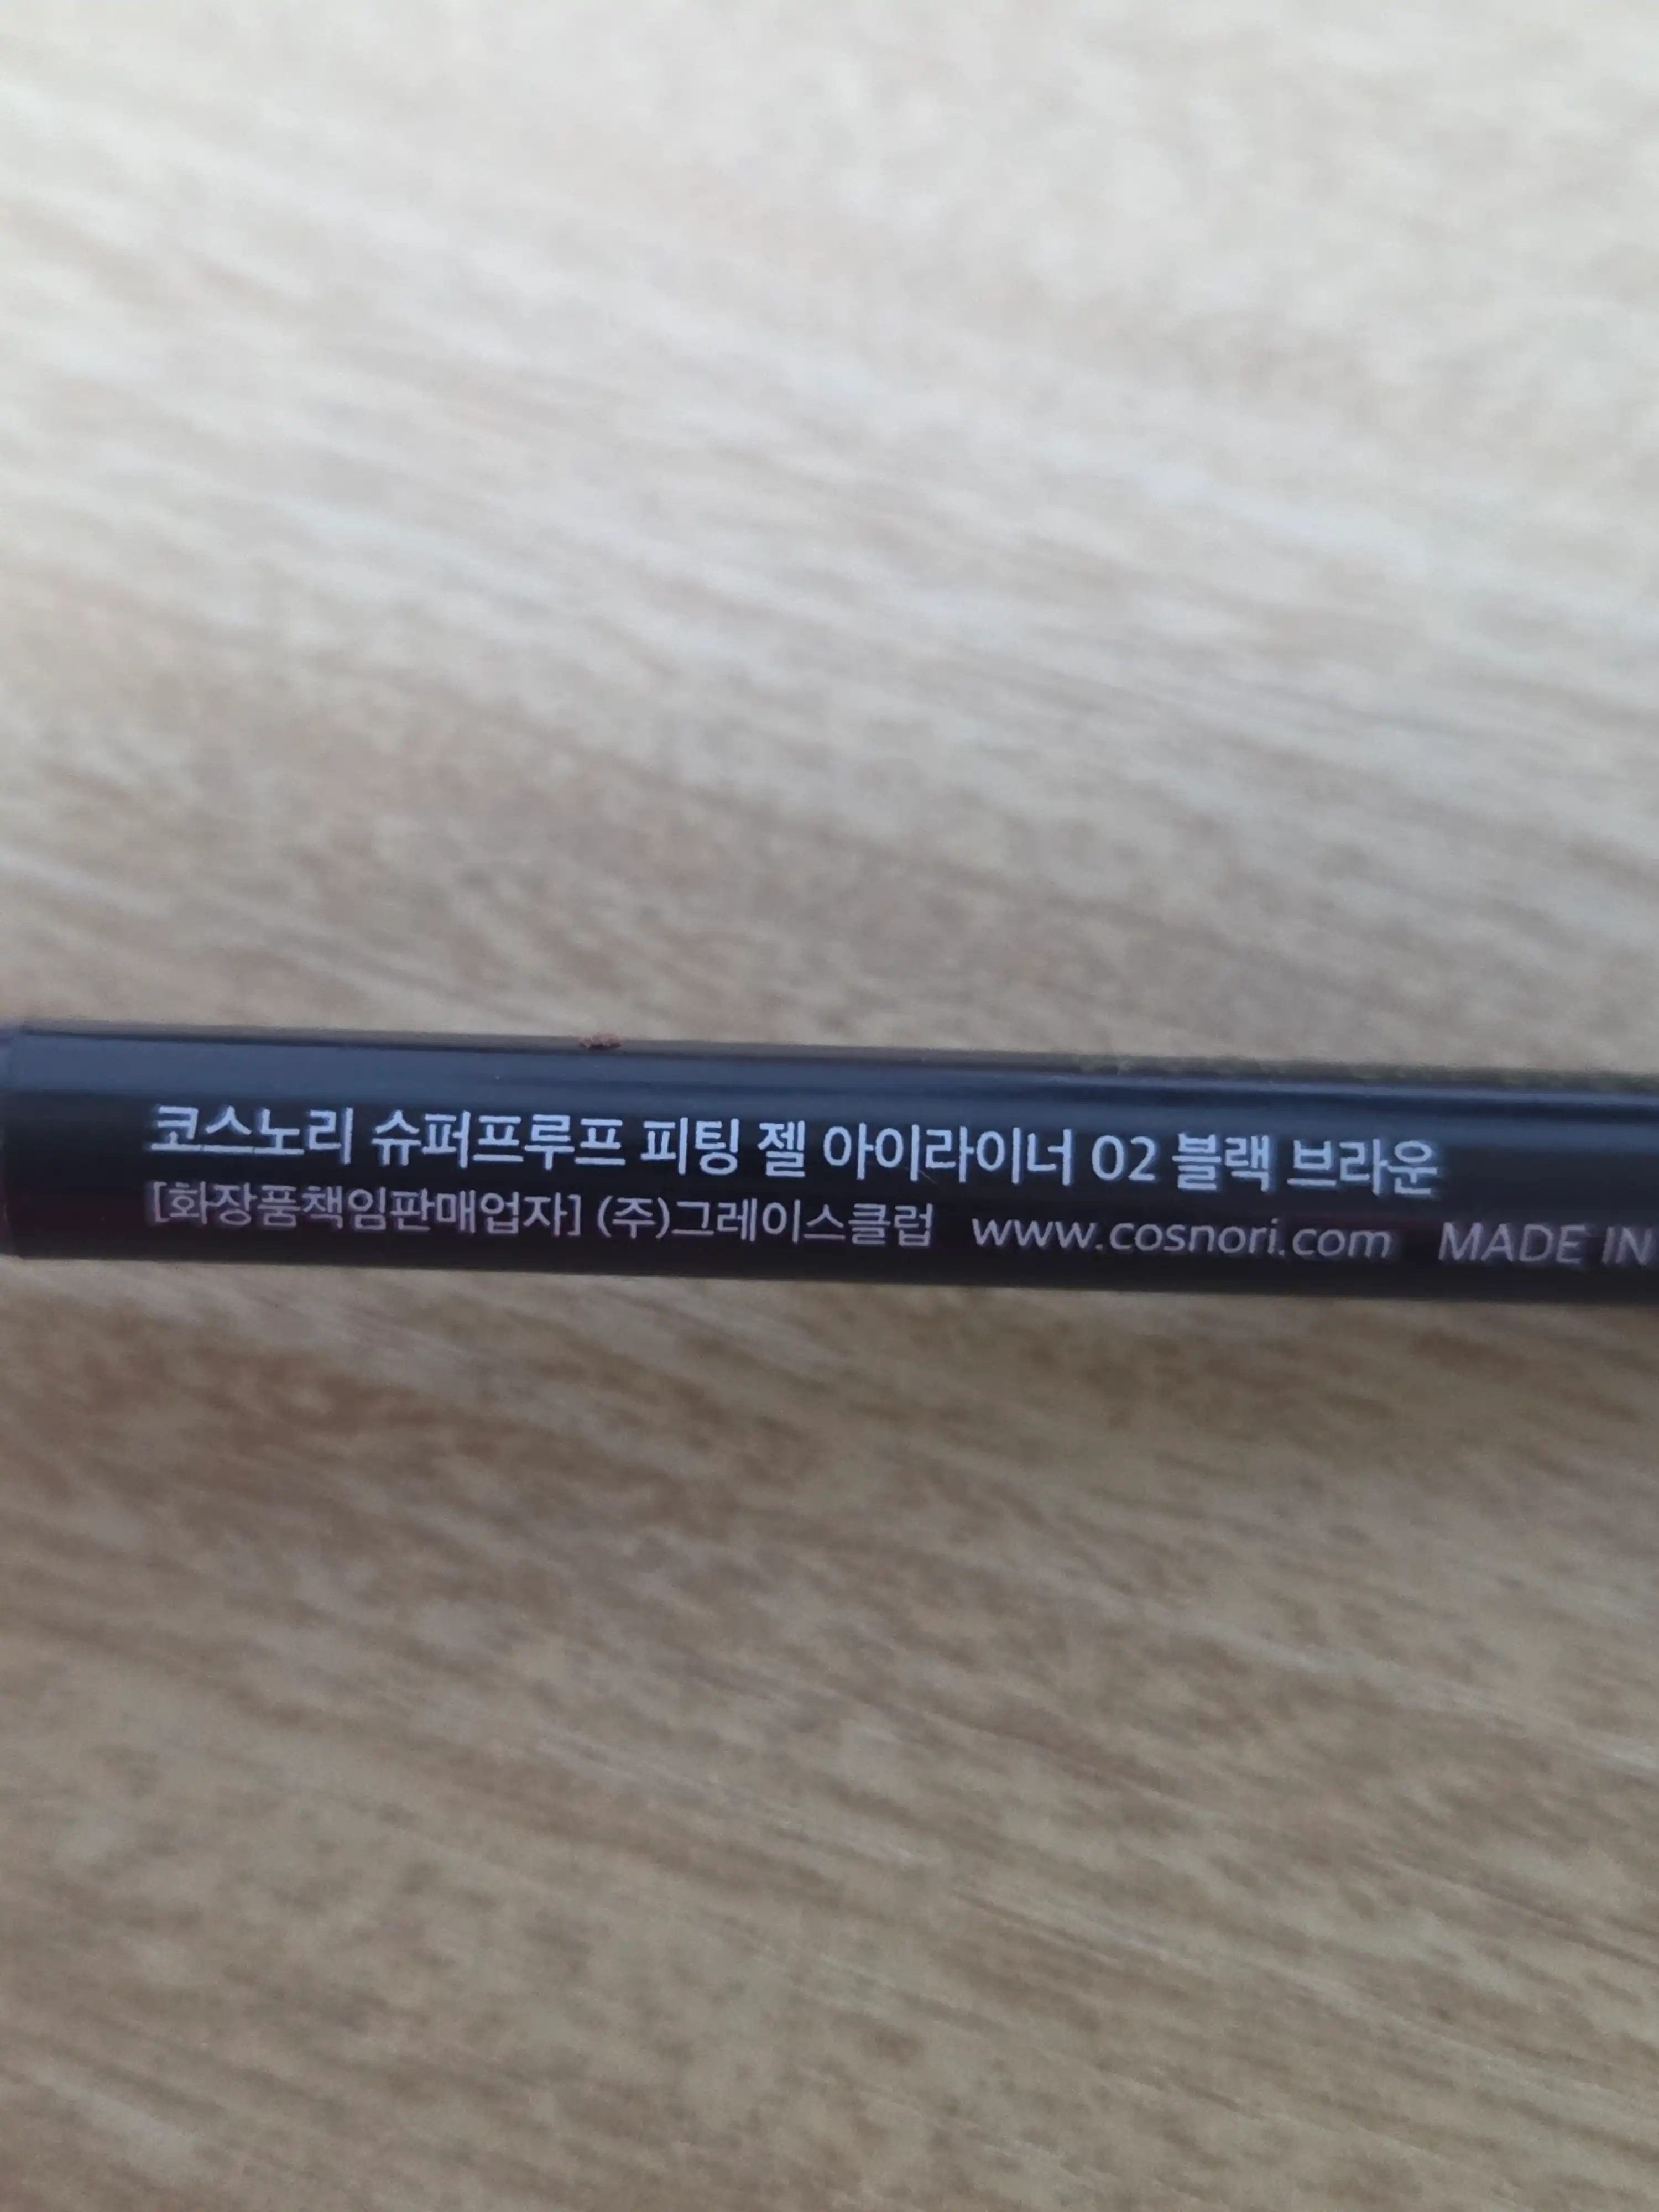 코스노리 슈퍼프루프 피팅 젤 아이라이너 02 블랙 브라운
[화장품책임판매업자] (주)그레이스클럽 www.cosnori.com MADE IN